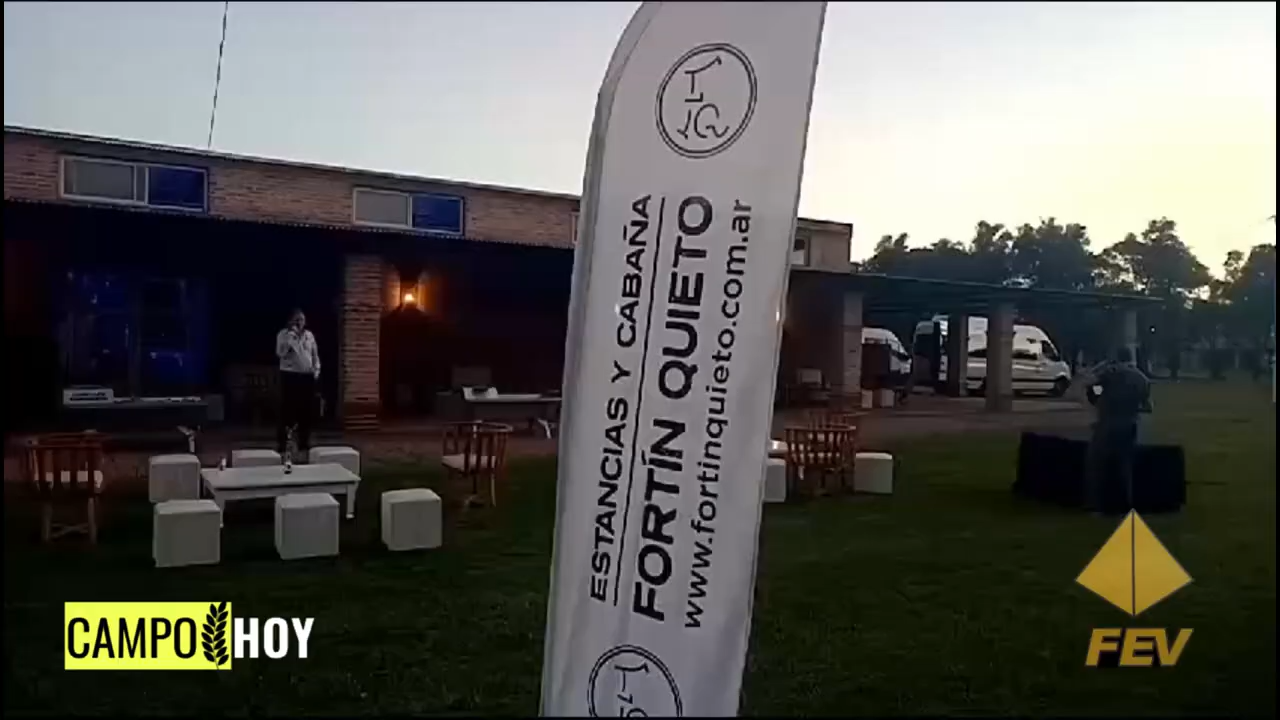 ESTANCIAS Y CABAÑA
FORTÍN QUIETO
www.fortinquieto.com.ar
CAMPO HOY
FEV